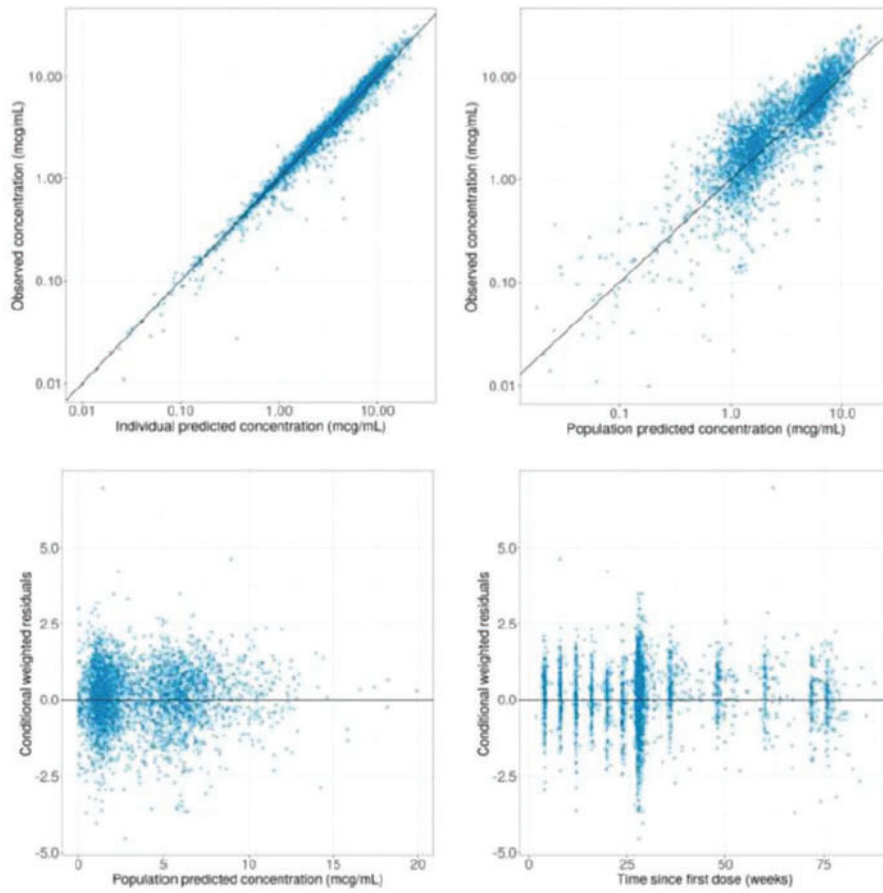 10.00
1.00
0.10
0.01
Observed concentration (mcg/mL)
0.01 0.10 1.00 10.00
Individual predicted concentration (mcg/mL)
10.00
1.00
0.10
0.01
Observed concentration (mcg/mL)
0.1 1.0 10.0
Population predicted concentration (mcg/mL)
5.0
2.5
0.0
-2.5
-5.0
Conditional weighted residuals
0 5 10 15 20
Population predicted concentration (mcg/mL)
5.0
2.5
0.0
-2.5
-5.0
Conditional weighted residuals
0 25 50 75
Time since first dose (weeks)